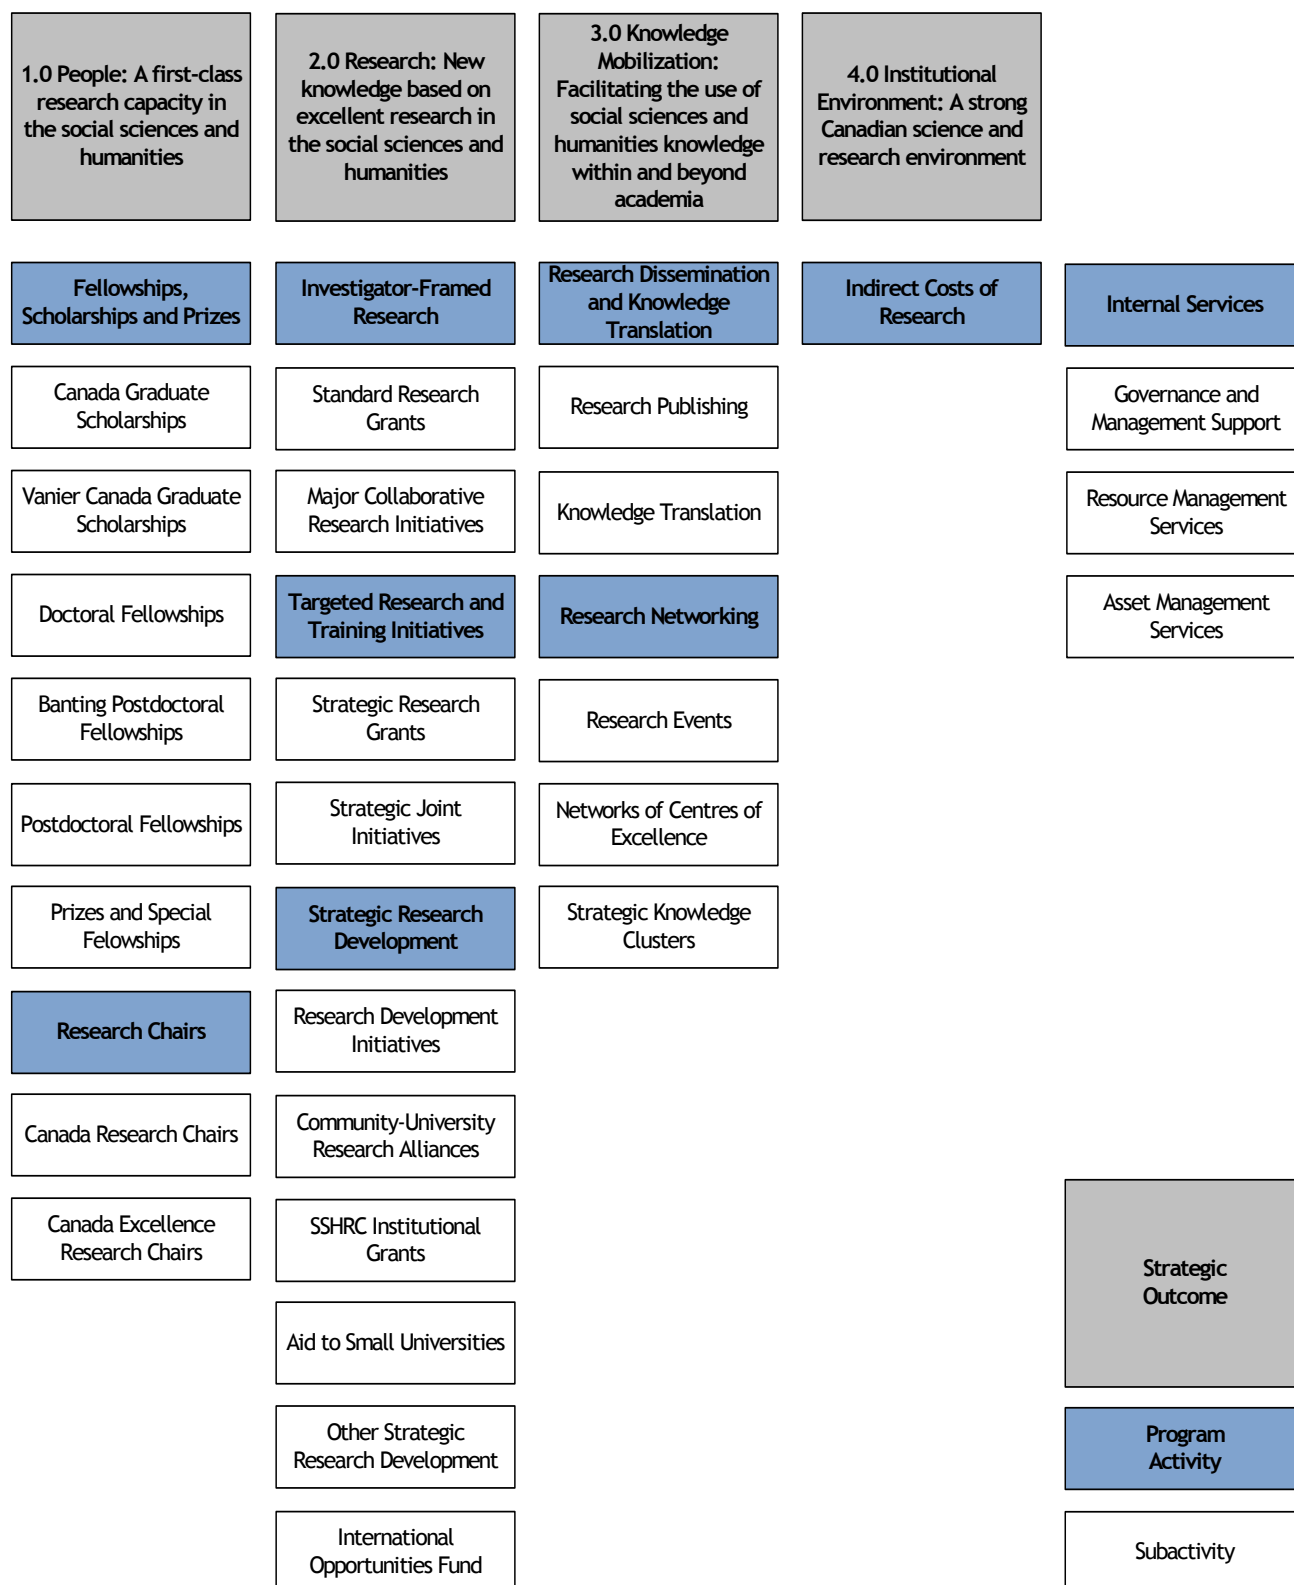 1.0 People: A first-class
research capacity in
the social sciences and
humanities
2.0 Research: New
knowledge based on
excellent research in
the social sciences and
humanities
3.0 Knowledge
Mobilization:
Facilitating the use of
social sciences and
humanities knowledge
within and beyond
academia
4.0 Institutional
Environment: A strong
Canadian science and
research environment
Fellowships,
Scholarships and Prizes
Canada Graduate
Scholarships
Vanier Canada Graduate
Scholarships
Doctoral Fellowships
Banting Postdoctoral
Fellowships
Postdoctoral Fellowships
Prizes and Special
Felowships
Research Chairs
Canada Research Chairs
Canada Excellence
Research Chairs
Investigator-Framed
Research
Standard Research
Grants
Major Collaborative
Research Initiatives
Targeted Research and
Training Initiatives
Strategic Research
Grants
Strategic Joint
Initiatives
Strategic Research
Development
Research Development
Initiatives
Community-University
Research Alliances
SSHRC Institutional
Grants
Aid to Small Universities
Other Strategic
Research Development
International
Opportunities Fund
Research Dissemination
and Knowledge
Translation
Research Publishing
Knowledge Translation
Research Networking
Research Events
Networks of Centres of
Excellence
Strategic Knowledge
Clusters
Indirect Costs of
Research
Internal Services
Governance and
Management Support
Resource Management
Services
Asset Management
Services
Strategic
Outcome
Program
Activity
Subactivity